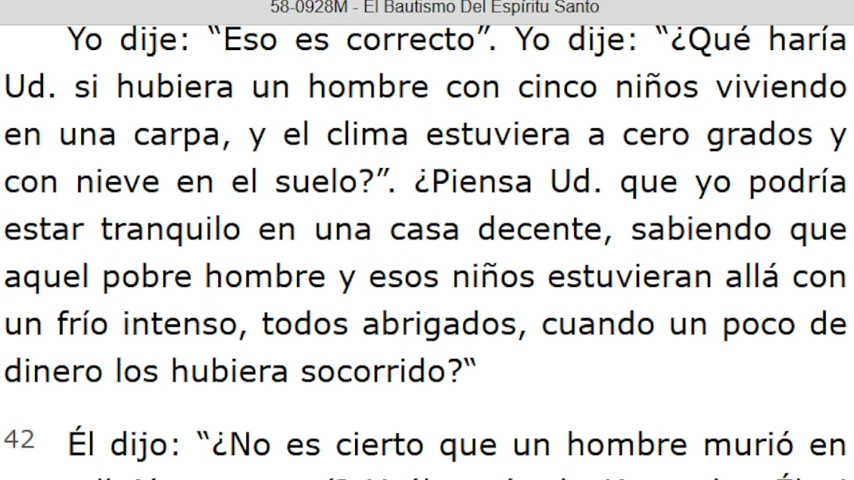 58-0928M - El Bautismo Del Espíritu Santo
Yo dije: “Eso es correcto”. Yo dije: “¿Qué haría
Ud. si hubiera un hombre con cinco niños viviendo
en una carpa, y el clima estuviera a cero grados y
con nieve en el suelo?”. ¿Piensa Ud. que yo podría
estar tranquilo en una casa decente, sabiendo que
aquel pobre hombre y esos niños estuvieran allá con
un frío intenso, todos abrigados, cuando un poco de
dinero los hubiera socorrido?“
42 Él dijo: “¿No es cierto que un hombre murió en